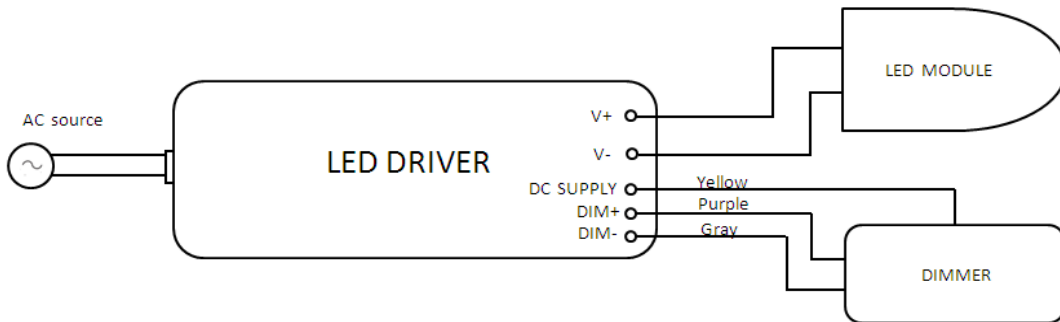 AC source
LED DRIVER
V+
V-
DC SUPPLY
DIM+
DIM-
Yellow
Purple
Gray
LED MODULE
DIMMER